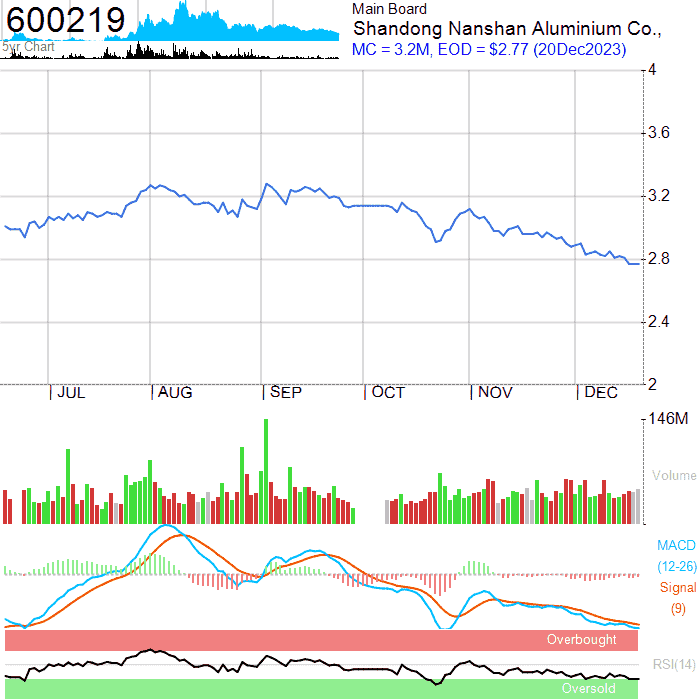 600219
5yr Chart
Main Board
Shandong Nanshan Aluminium Co.,
MC = 3.2M, EOD = $2.77 (20Dec2023)
4
3.6
3.2
2.8
2.4
2
JUL AUG SEP OCT NOV DEC
146M
Volume
MACD
(12-26)
Signal
(9)
Overbought
RSI(14)
Oversold